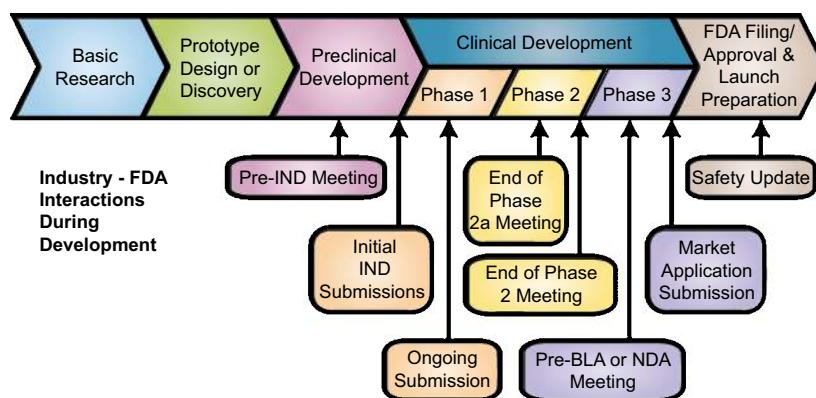 Basic
Research
Prototype
Design or
Discovery
Preclinical
Development
Clinical Development
Phase 1
Phase 2
Phase 3
FDA Filing/
Approval &
Launch
Preparation
Industry - FDA
Interactions
During
Development
Pre-IND Meeting
Initial
IND
Submissions
Ongoing
Submission
End of
Phase
2a Meeting
End of Phase
2 Meeting
Pre-BLA or NDA
Meeting
Market
Application
Submission
Safety Update